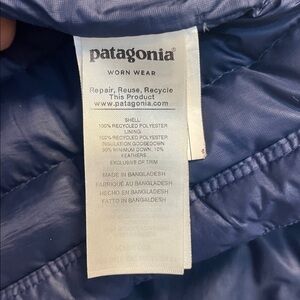 patagonia®
WORN WEAR
Repair, Reuse, Recycle
This Product
www.patagonia.com
SHELL
100% RECYCLED POLYESTER
LINING
100% RECYCLED POLYESTER
INSULATION GOOSEDOWN
90% MINIMUM DOWN, 10%
FEATHERS
EXCLUSIVE OF TRIM
MADE IN BANGLADESH
FABRIQUÉ AU BANGLADESH
HECHO EN BANGLADESH
FATTO IN BANGALDESH